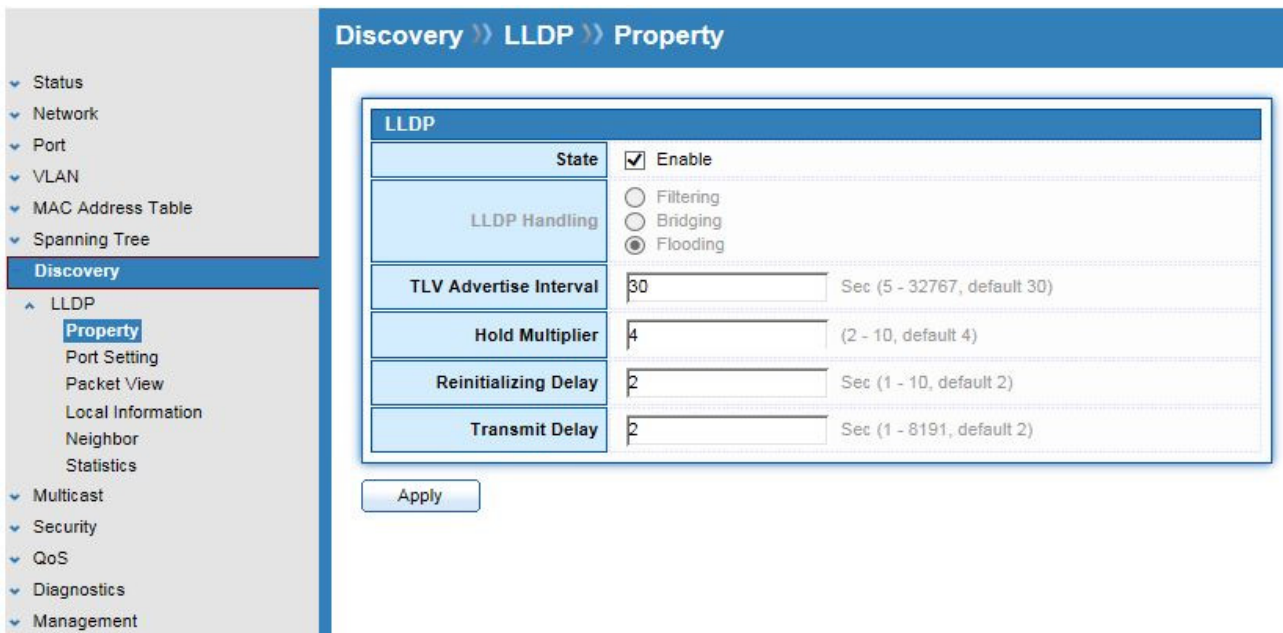 Discovery 》 LLDP 》 Property
Status
Network
Port
VLAN
MAC Address Table
Spanning Tree
Discovery
LLDP
Property
Port Setting
Packet View
Local Information
Neighbor
Statistics
Multicast
Security
QoS
Diagnostics
Management
LLDP
State Enable
LLDP Handling Filtering
Bridging
Flooding
TLV Advertise Interval 30 Sec (5 - 32767, default 30)
Hold Multiplier 4 (2 - 10, default 4)
Reinitializing Delay 2 Sec (1 - 10, default 2)
Transmit Delay 2 Sec (1 - 8191, default 2)
Apply